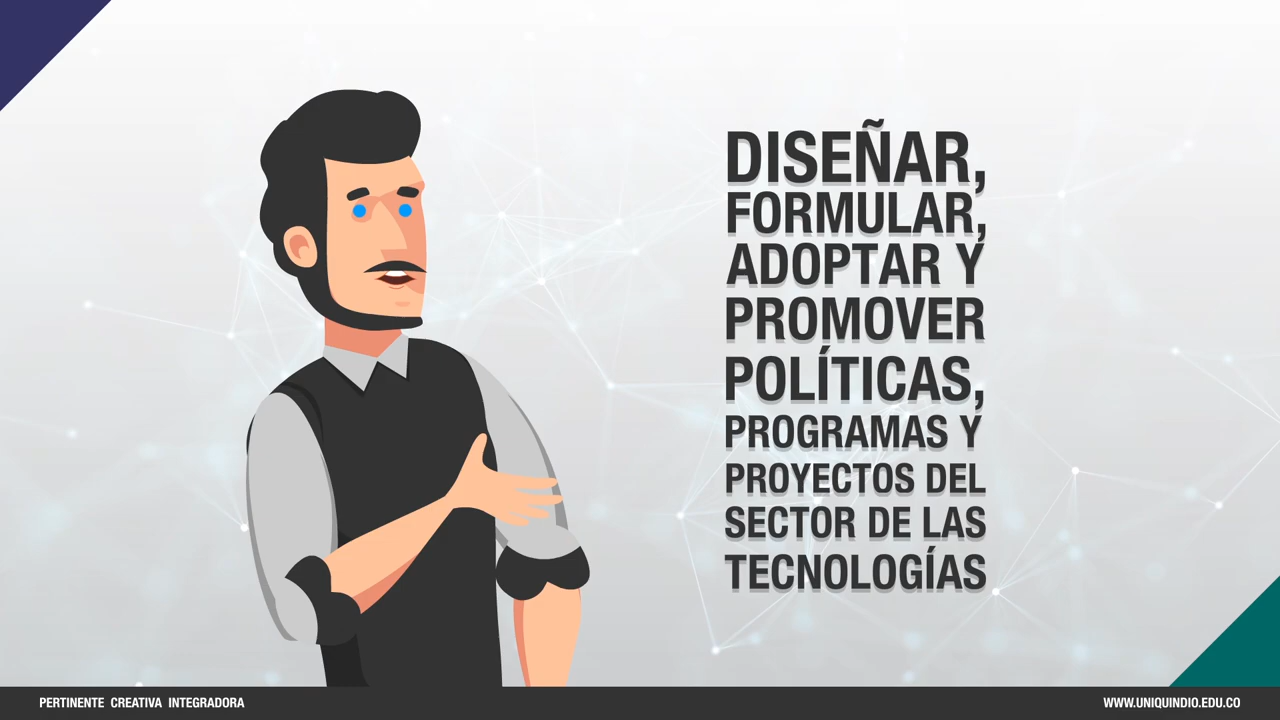 DISEÑAR,
FORMULAR,
ADOPTAR Y
PROMOVER
POLÍTICAS,
PROGRAMAS Y
PROYECTOS DEL
SECTOR DE LAS
TECNOLOGÍAS
PERTINENTE CREATIVA INTEGRADORA
WWW.UNIQUINDIO.EDU.CO